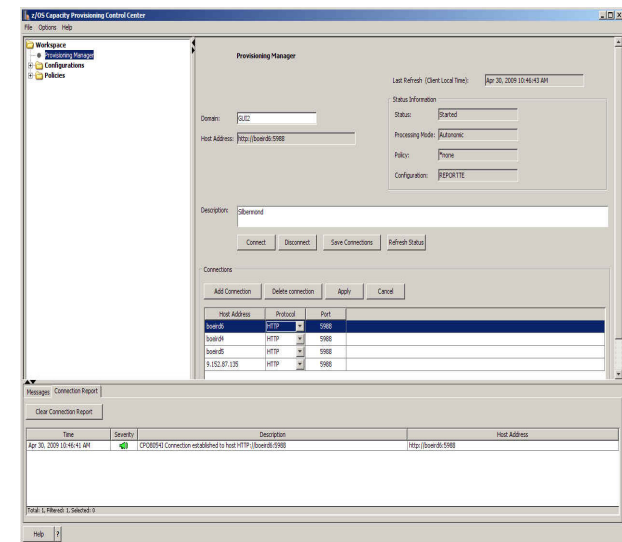 z/OS Capacity Provisioning Control Center
File Options Help
Workspace
Provisioning Manager
Configurations
Policies
Provisioning Manager
Last Refresh (Client Local Time): Apr 30, 2009 10:46:43 AM
Status Information
Domain: GUI2
Status: Started
Host Address: http://boeird6:5988
Processing Mode: Autonomic
Policy: *none
Configuration: REPORTTE
Description: Silbermond
Connect Disconnect Save Connections Refresh Status
Connections
Add Connection Delete connection Apply Cancel
Host Address Protocol Port
boeird6 HTTP 5988
boeird4 HTTP 5988
boeird5 HTTP 5988
9.152.87.135 HTTP 5988
Messages Connection Report
Clear Connection Report
Time Severity Description Host Address
Apr 30, 2009 10:46:41 AM CPO8054I Connection established to host HTTP://boeird6:5988 http://boeird6:5988
Total: 1, Filtered: 1, Selected: 0
Help ?